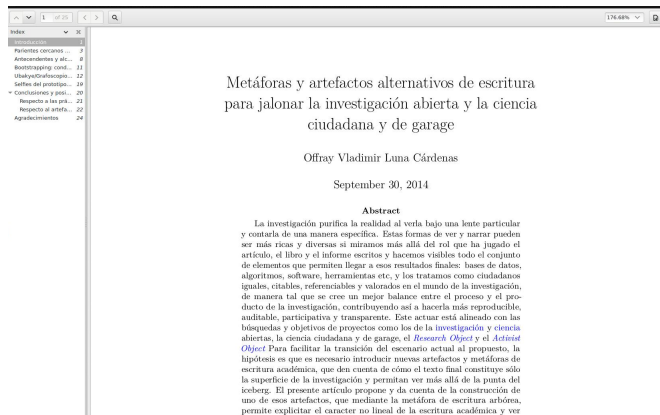 1 of 25
176.68%
Index
Introducción 1
Parientes cercanos ... 3
Antecendentes y alc... 8
Bootstrapping: cond... 11
Ubakye/Grafoscopio... 12
Selfies del prototipo... 19
Conclusiones y posi... 20
Respecto a las prá... 21
Respecto al artefa... 22
Agradecimientos 24
Metáforas y artefactos alternativos de escritura
para jalonar la investigación abierta y la ciencia
ciudadana y de garage
Offray Vladimir Luna Cárdenas
September 30, 2014
Abstract
La investigación purifica la realidad al verla bajo una lente particular
y contarla de una manera específica. Estas formas de ver y narrar pueden
ser más ricas y diversas si miramos más allá del rol que ha jugado el
artículo, el libro y el informe escritos y hacemos visibles todo el conjunto
de elementos que permiten llegar a esos resultados finales: bases de datos,
algoritmos, software, herramientas etc, y los tratamos como ciudadanos
iguales, citables, referenciables y valorados en el mundo de la investigación,
de manera tal que se cree un mejor balance entre el proceso y el pro-
ducto de la investigación, contribuyendo así a hacerla más reproducible,
auditable, participativa y transparente. Este actuar está alineado con las
búsquedas y objetivos de proyectos como los de la investigación y ciencia
abiertas, la ciencia ciudadana y de garage, el Research Object y el Activist
Object Para facilitar la transición del escenario actual al propuesto, la
hipótesis es que es necesario introducir nuevas artefactos y metáforas de
escritura académica, que den cuenta de cómo el texto final constituye sólo
la superficie de la investigación y permitan ver más allá de la punta del
iceberg. El presente artículo propone y da cuenta de la construcción de
uno de esos artefactos, que mediante la metáfora de escritura arbórea,
permite explicitar el caracter no lineal de la escritura académica y ver